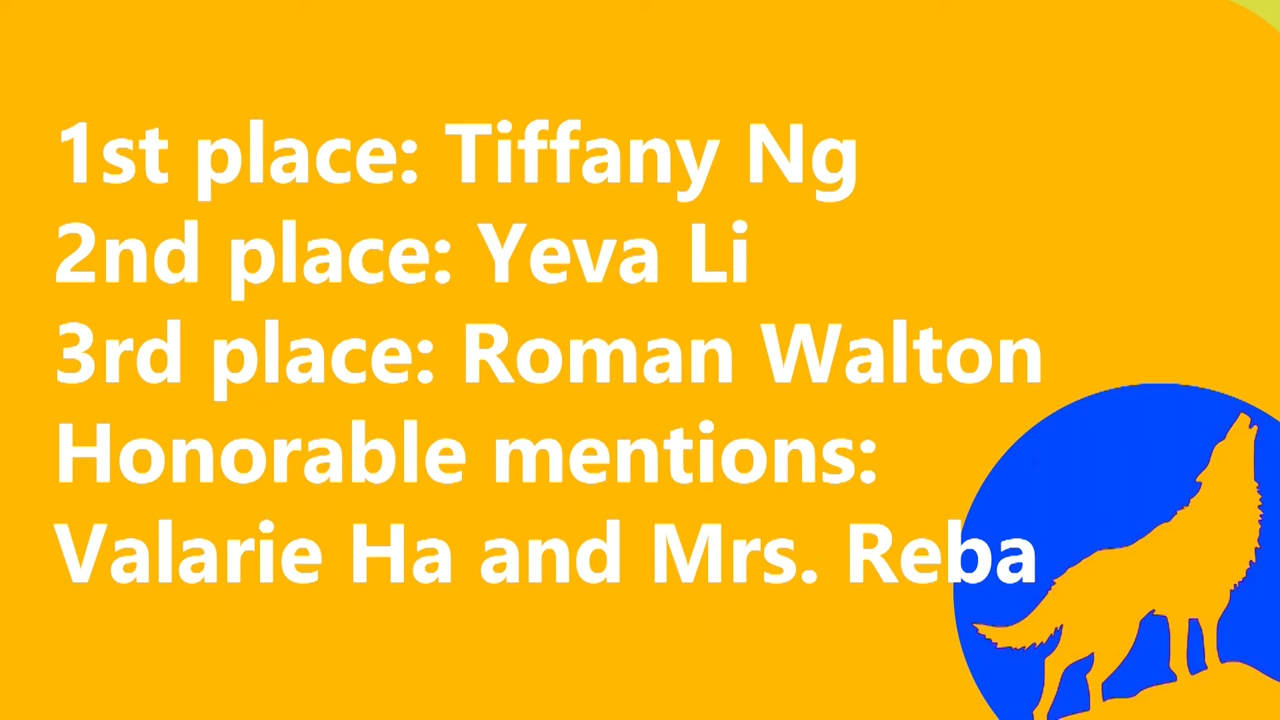 1st place: Tiffany Ng
2nd place: Yeva Li
3rd place: Roman Walton
Honorable mentions:
Valarie Ha and Mrs. Reba